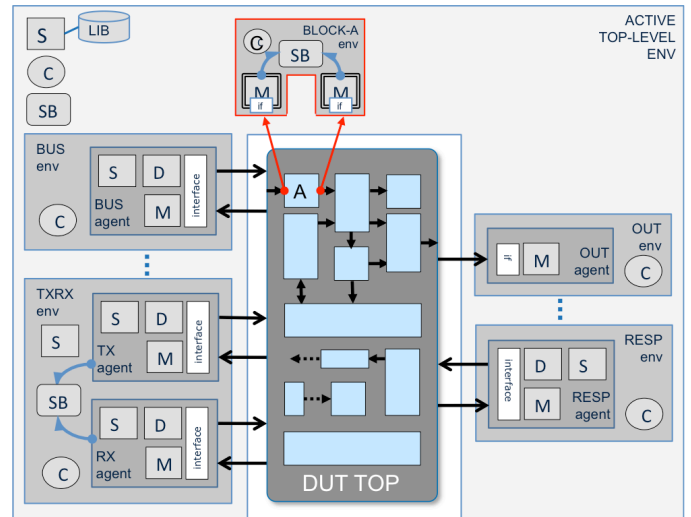 S
LIB
C
SB
ACTIVE
TOP-LEVEL
ENV
BLOCK-A
env
C
SB
M
M
if
if
BUS
env
S
D
interface
BUS
agent
M
C
A
TXRX
env
S
S
D
interface
TX
agent
M
SB
S
D
interface
RX
agent
M
C
OUT
env
if
M
OUT
agent
C
RESP
env
interface
D
S
M
RESP
agent
C
DUT TOP